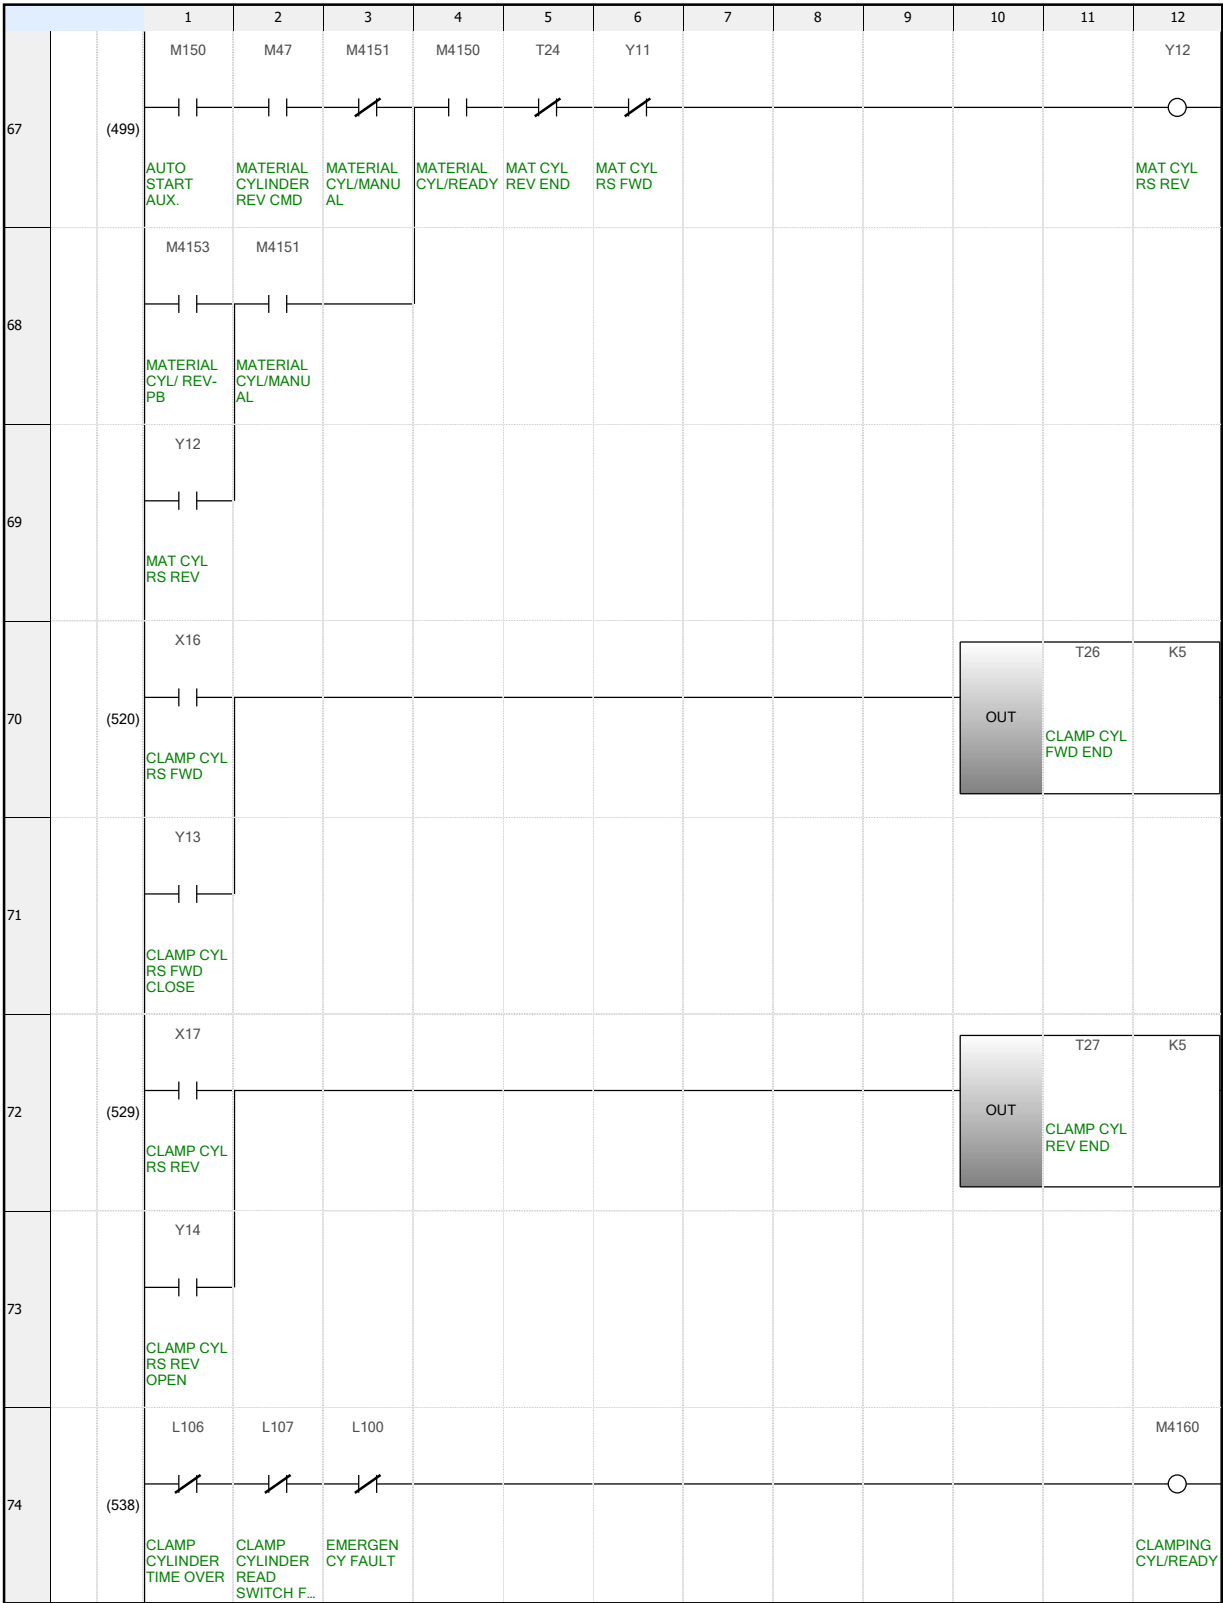 1 2 3 4 5 6 7 8 9 10 11 12
M150 M47 M4151 M4150 T24 Y11 Y12
67 (499)
AUTO MATERIAL MATERIAL MATERIAL MAT CYL MAT CYL MAT CYL
START CYLINDER CYL/MANU CYL/READY REV END RS FWD RS REV
AUX. REV CMD AL
M4153 M4151
68
MATERIAL MATERIAL
CYL/ REV- CYL/MANU
PB AL
Y12
69
MAT CYL
RS REV
X16 T26 K5
70 (520) OUT
CLAMP CYL CLAMP CYL
RS FWD FWD END
Y13
71
CLAMP CYL
RS FWD
CLOSE
X17 T27 K5
72 (529) OUT
CLAMP CYL CLAMP CYL
RS REV REV END
Y14
73
CLAMP CYL
RS REV
OPEN
L106 L107 L100 M4160
74 (538)
CLAMP CLAMP EMERGEN CLAMPING
CYLINDER CYLINDER CY FAULT CYL/READY
TIME OVER READ
SWITCH F...